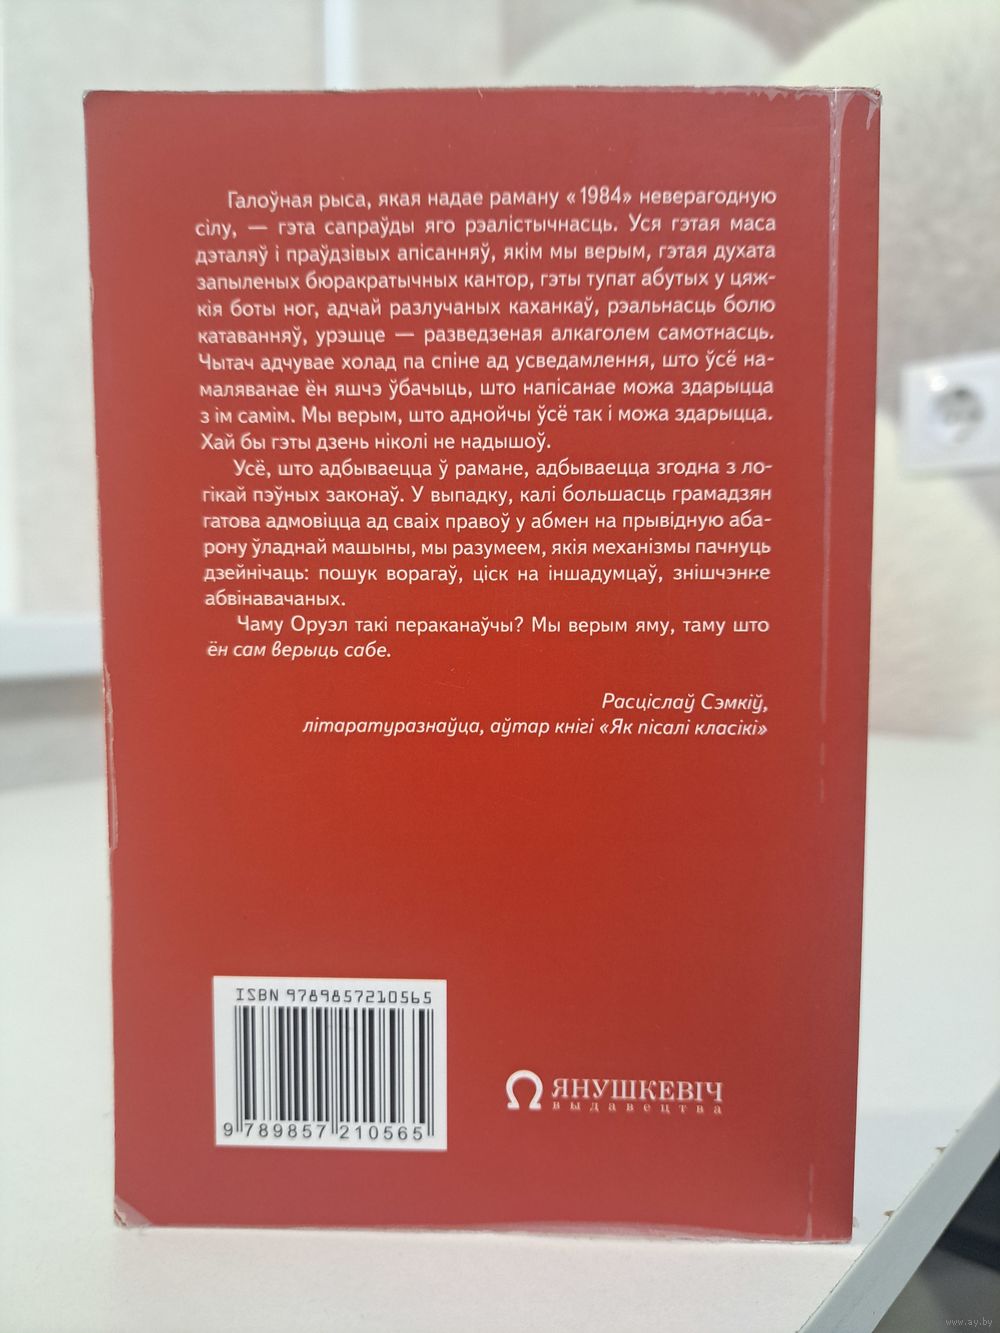 Галоўная рыса, якая надае раману «1984» неверагодную
сілу, — гэта сапраўды яго рэалістычнасць. Уся гэтая маса
дэталяў і праўдзівых апісанняў, якім мы верым, гэтая духата
запыленых бюракратычных кантор, гэты тупат абутых у цяж-
кія боты ног, адчай разлучаных каханкаў, рэальнасць болю
катаванняў, урэшце — разведзеная алкаголем самотнасць.
Чытач адчувае холад па спіне ад усведамлення, што ўсё на-
маляванае ён яшчэ ўбачыць, што напісанае можа здарыцца
з ім самім. Мы верым, што аднойчы ўсё так і можа здарыцца.
Хай бы гэты дзень ніколі не надышоў.
Усё, што адбываецца ў рамане, адбываецца згодна з ло-
гікай пэўных законаў. У выпадку, калі большасць грамадзян
гатова адмовіцца ад сваіх правоў у абмен на прывідную аба-
рону ўладнай машыны, мы разумеем, якія механізмы пачнуць
дзейнічаць: пошук ворагаў, ціск на іншадумцаў, знішчэнне
абвінавачаных.
Чаму Оруэл такі пераканаўчы? Мы верым яму, таму што
ён сам верыць сабе.
Расціслаў Сэмкіў,
літаратуразнаўца, аўтар кнігі «Як пісалі класікі»
ISBN 9789857210565
9 789857 210565
ЯНУШКЕВІЧ
выдавецтва
www.ay.by